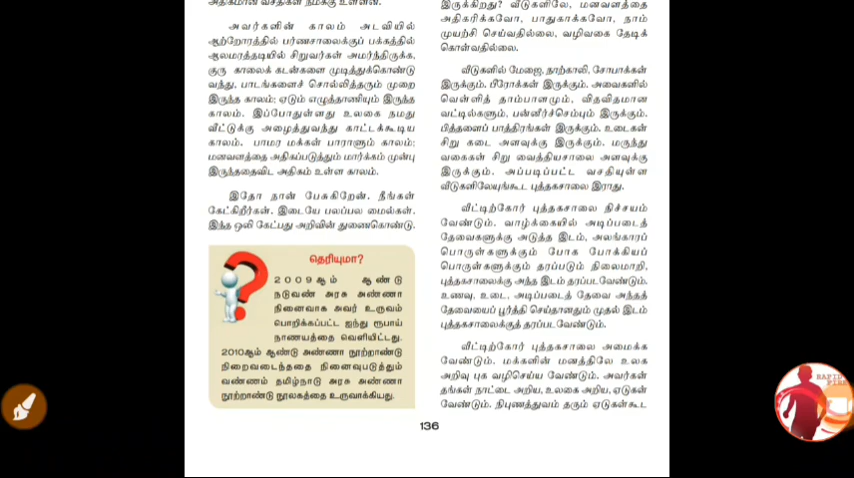 அதிகமான வசதிகள் நமக்கு உள்ளன.
அவர்களின் காலம் அடவியில்
ஆற்றோரத்தில் பர்ணசாலைக்குப் பக்கத்தில்
ஆலமரத்தடியில் சிறுவர்கள் அமர்ந்திருக்க,
குரு காலைக் கடன்களை முடித்துக்கொண்டு
வந்து, பாடங்களைச் சொல்லித்தரும் முறை
இருந்த காலம்; ஏடும் எழுத்தாணியும் இருந்த
காலம். இப்போதுள்ளது உலகை நமது
வீட்டுக்கு அழைத்துவந்து காட்டக்கூடிய
காலம். பாமர மக்கள் பாராளும் காலம்;
மனவளத்தை அதிகப்படுத்தும் மார்க்கம் முன்பு
இருந்ததைவிட அதிகம் உள்ள காலம்.
இதோ நான் பேசுகிறேன், நீங்கள்
கேட்கிறீர்கள். இடையே பலப்பல மைல்கள்.
இந்த ஒலி கேட்பது அறிவின் துணைகொண்டு.
தெரியுமா?
2009ஆம் ஆண்டு
நடுவண் அரசு அண்ணா
நினைவாக அவர் உருவம்
பொறிக்கப்பட்ட ஐந்து ரூபாய்
நாணயத்தை வெளியிட்டது.
2010ஆம் ஆண்டு அண்ணா நூற்றாண்டு
நிறைவடைந்ததை நினைவுபடுத்தும்
வண்ணம் தமிழ்நாடு அரசு அண்ணா
நூற்றாண்டு நூலகத்தை உருவாக்கியது.
இருக்கிறது? வீடுகளிலே, மனவளத்தை
அதிகரிக்கவோ, பாதுகாக்கவோ, நாம்
முயற்சி செய்வதில்லை, வழிவகை தேடிக்
கொள்வதில்லை.
வீடுகளில் மேஜை, நாற்காலி, சோபாக்கள்
இருக்கும். பீரோக்கள் இருக்கும். அவைகளில்
வெள்ளித் தாம்பாளமும், விதவிதமான
வட்டில்களும், பன்னீர்ச்செம்பும் இருக்கும்.
பித்தளைப் பாத்திரங்கள் இருக்கும். உடைகள்
சிறு கடை அளவுக்கு இருக்கும். மருந்து
வகைகள் சிறு வைத்தியசாலை அளவுக்கு
இருக்கும். அப்படிப்பட்ட வசதியுள்ள
வீடுகளிலேயுங்கூட புத்தகசாலை இராது.
வீட்டிற்கோர் புத்தகசாலை நிச்சயம்
வேண்டும். வாழ்க்கையில் அடிப்படைத்
தேவைகளுக்கு அடுத்த இடம், அலங்காரப்
பொருள்களுக்கும் போக போக்கியப்
பொருள்களுக்கும் தரப்படும் நிலைமாறி,
புத்தகசாலைக்கு அந்த இடம் தரப்படவேண்டும்.
உணவு, உடை, அடிப்படைத் தேவை அந்தத்
தேவையைப் பூர்த்தி செய்தானதும் முதல் இடம்
புத்தகசாலைக்குத் தரப்படவேண்டும்.
வீட்டிற்கோர் புத்தகசாலை அமைக்க
வேண்டும். மக்களின் மனத்திலே உலக
அறிவு புக வழிசெய்ய வேண்டும். அவர்கள்
தங்கள் நாட்டை அறிய, உலகை அறிய, ஏடுகள்
வேண்டும். நிபுணத்துவம் தரும் ஏடுகள்கூட
136